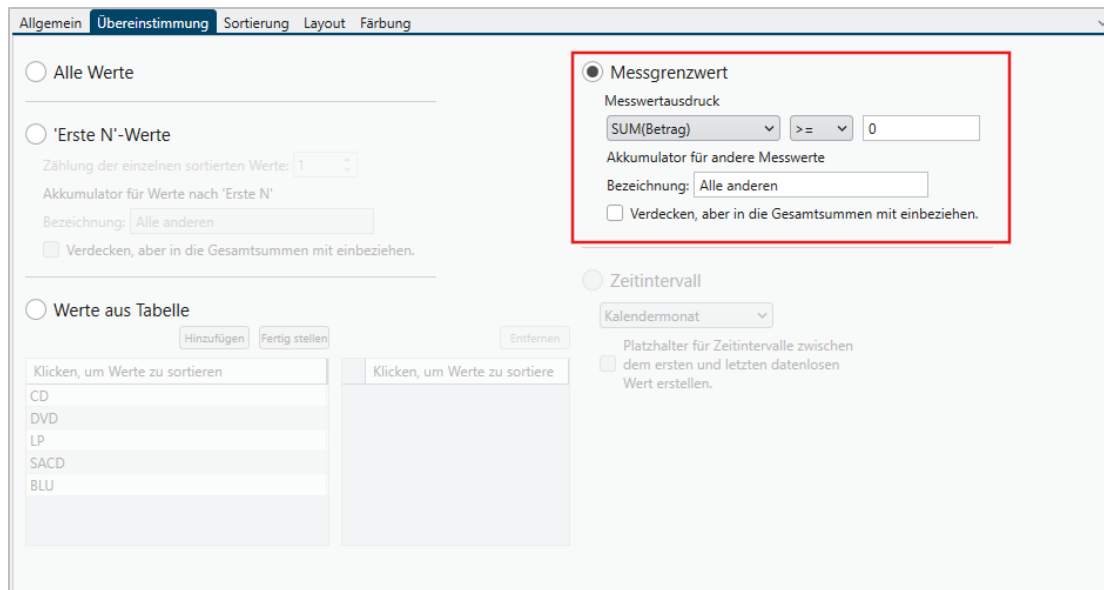 Allgemein Übereinstimmung Sortierung Layout Färbung
Alle Werte
'Erste N'-Werte
Zählung der einzelnen sortierten Werte: 1
Akkumulator für Werte nach 'Erste N'
Bezeichnung: Alle anderen
Verdecken, aber in die Gesamtsummen mit einbeziehen.
Werte aus Tabelle
Hinzufügen Fertig stellen Entfernen
Klicken, um Werte zu sortieren
Klicken, um Werte zu sortiere
CD
DVD
LP
SACD
BLU
Messgrenzwert
Messwertausdruck
SUM(Betrag) >= 0
Akkumulator für andere Messwerte
Bezeichnung: Alle anderen
Verdecken, aber in die Gesamtsummen mit einbeziehen.
Zeitintervall
Kalendermonat
Platzhalter für Zeitintervalle zwischen
dem ersten und letzten datenlosen
Wert erstellen.